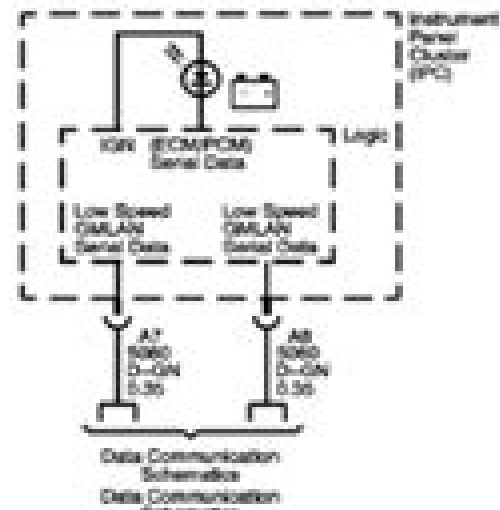 Instrument
Panel
Cluster
(IPC)
Logic
IGN (ECM/PCM)
Serial Data
Low Speed
GMLAN
Serial Data
Low Speed
GMLAN
Serial Data
A7
5060
D-GN
0.35
5060
D-GN
0.35
Data Communication
Schematics
Data Communication
Schematics